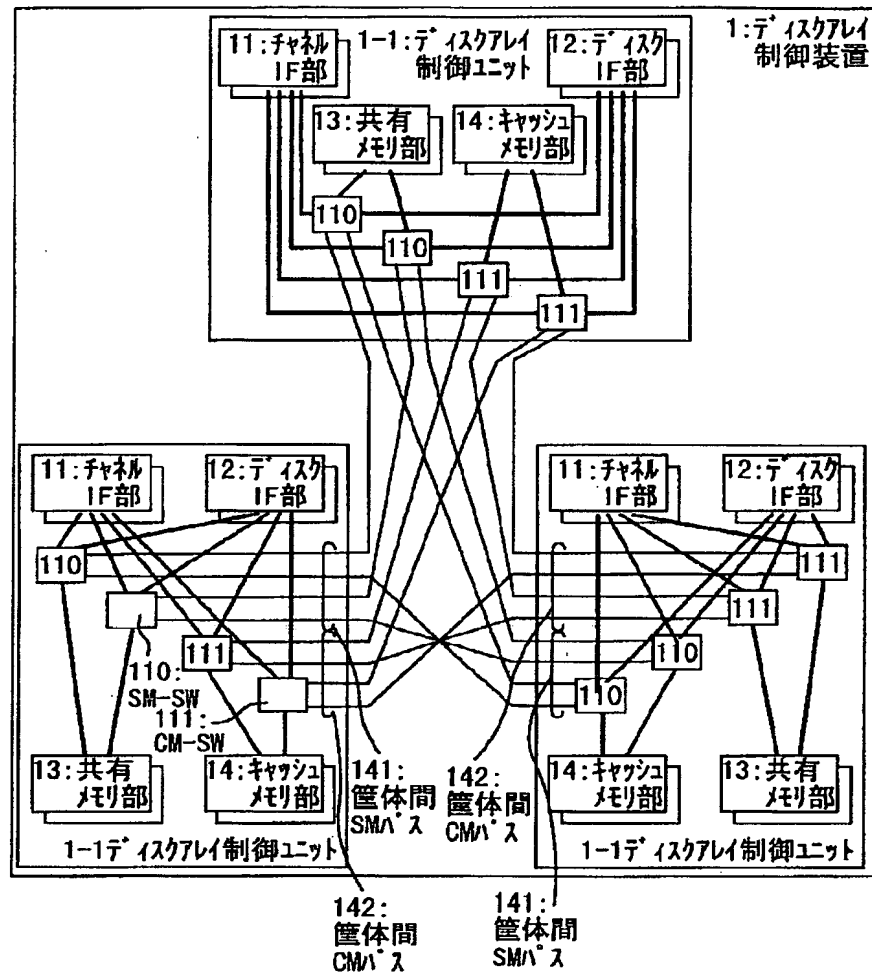 11:チャネル
IF部
1-1:ディスクアレイ
制御ユニット
12:ディスク
IF部
1:ディスクアレイ
制御装置
13:共有
メモリ部
14:キャッシュ
メモリ部
110
110
111
111
11:チャネル
IF部
12:ディスク
IF部
110
111
110:
SM-SW
111:
CM-SW
13:共有
メモリ部
14:キャッシュ
メモリ部
1-1ディスクアレイ制御ユニット
141:
筐体間
SMパス
142:
筐体間
CMパス
11:チャネル
IF部
12:ディスク
IF部
111
111
110
110
14:キャッシュ
メモリ部
13:共有
メモリ部
1-1ディスクアレイ制御ユニット
142:
筐体間
CMパス
141:
筐体間
SMパス